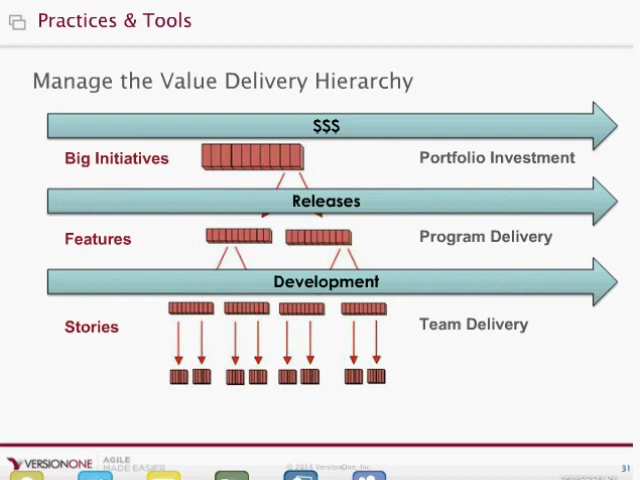 Practices & Tools
Manage the Value Delivery Hierarchy
$$$
Big Initiatives
Portfolio Investment
Releases
Features
Program Delivery
Development
Stories
Team Delivery
VERSIONONE
AGILE
MADE EASIER
© 2014 VersionOne, Inc.
31